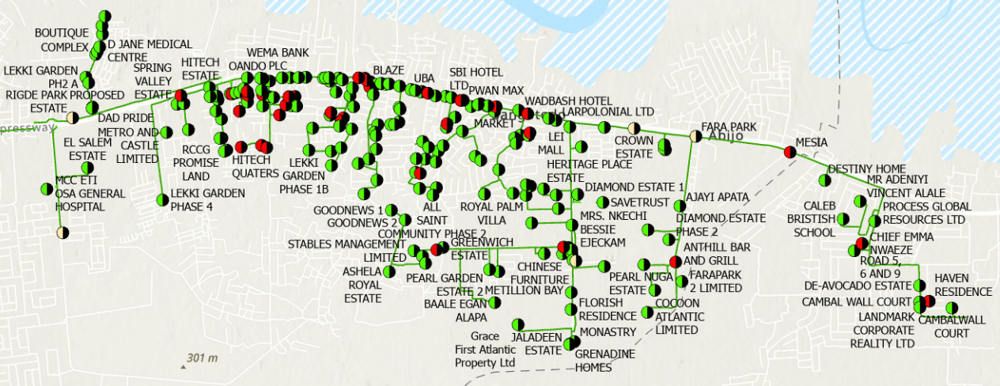 BOUTIQUE
COMPLEX
D JANE MEDICAL
CENTRE
LEKKI GARDEN
PH2 A
SPRING
VALLEY
ESTATE
HITECH
ESTATE
WEMA BANK
OANDO PLC
BLAZE
UBA
SBI HOTEL
LTD
PWAN MAX
RIGDE PARK PROPOSED
ESTATE
pressway
DAD PRIDE
METRO AND
CASTLE
LIMITED
EL SALEM
ESTATE
MCC ETI
OSA GENERAL
HOSPITAL
RCCG
PROMISE
LAND
HITECH
QUATERS
LEKKI
GARDEN
PHASE 1B
LEKKI GARDEN
PHASE 4
MARKET
WADBASH HOTEL
LARPOLONIAL LTD
LEI
MALL
CROWN
ESTATE
FARA PARK
Abijo
MESIA
HERITAGE PLACE
ESTATE
DIAMOND ESTATE 1
SAVETRUST
AJAYI APATA
DIAMOND ESTATE
PHASE 2
GOODNEWS 1
GOODNEWS 2
ALL
SAINT
ROYAL PALM
VILLA
COMMUNITY PHASE 2
MRS. NKECHI
BESSIE
EJECKAM
STABLES MANAGEMENT
LIMITED
GREENWICH
ESTATE
ASHELA
ROYAL
ESTATE
PEARL GARDEN
ESTATE 2
CHINESE
FURNITURE
METILLION BAY
BAALE EGAN
ALAPA
PEARL NUGA
ESTATE
ANTHILL BAR
AND GRILL
FARAPARK
2 LIMITED
FLORISH
RESIDENCE
COCOON
ATLANTIC
LIMITED
MONASTRY
Grace
First Atlantic
Property Ltd
JALADEEN
ESTATE
GRENADINE
HOMES
DESTINY HOME
MR ADENIYI
VINCENT ALALE
PROCESS GLOBAL
RESOURCES LTD
CALEB
BRISTISH
SCHOOL
CHIEF EMMA
NWAEZE
ROAD 5,
6 AND 9
DE-AVOCADO ESTATE
HAVEN
RESIDENCE
CAMBAL WALL COURT
LANDMARK
CORPORATE
REALITY LTD
CAMBALWALL
COURT
301 m